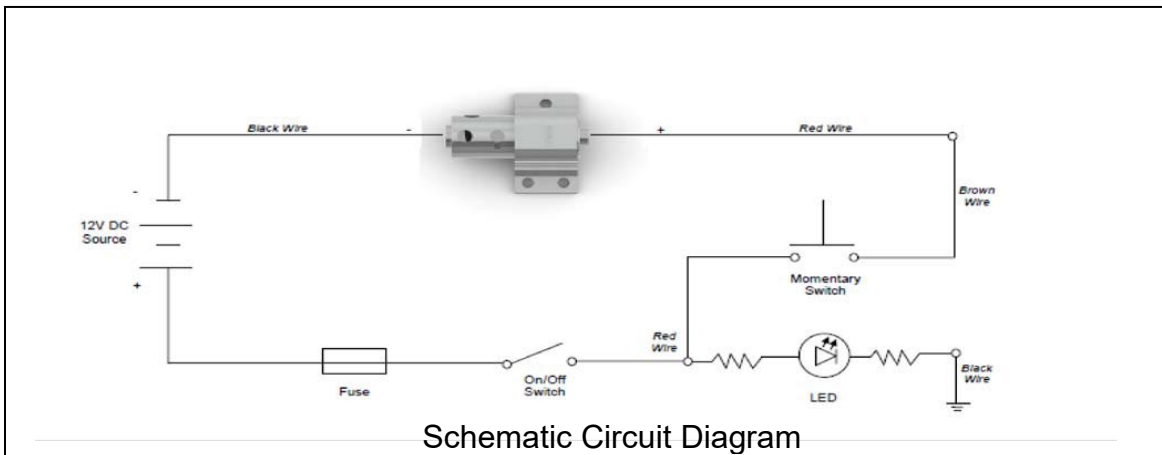 Black Wire
-
+
Red Wire
-
12V DC
Source
+
Brown
Wire
Momentary
Switch
Red
Wire
Fuse
On/Off
Switch
LED
Black
Wire
Schematic Circuit Diagram